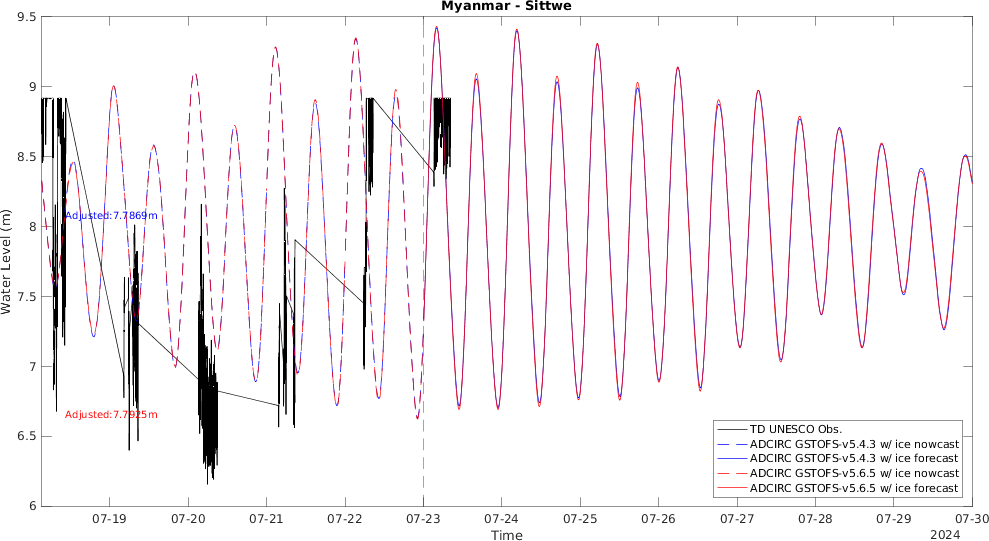 Myanmar - Sittwe
Water Level (m)
9.5
9
8.5
8
7.5
7
6.5
6
Adjusted:7.7869m
Adjusted:7.7925m
TD UNESCO Obs.
ADCIRC GSTOFS-v5.4.3 w/ ice nowcast
ADCIRC GSTOFS-v5.4.3 w/ ice forecast
ADCIRC GSTOFS-v5.6.5 w/ ice nowcast
ADCIRC GSTOFS-v5.6.5 w/ ice forecast
07-19 07-20 07-21 07-22 07-23 07-24 07-25 07-26 07-27 07-28 07-29 07-30
Time
2024